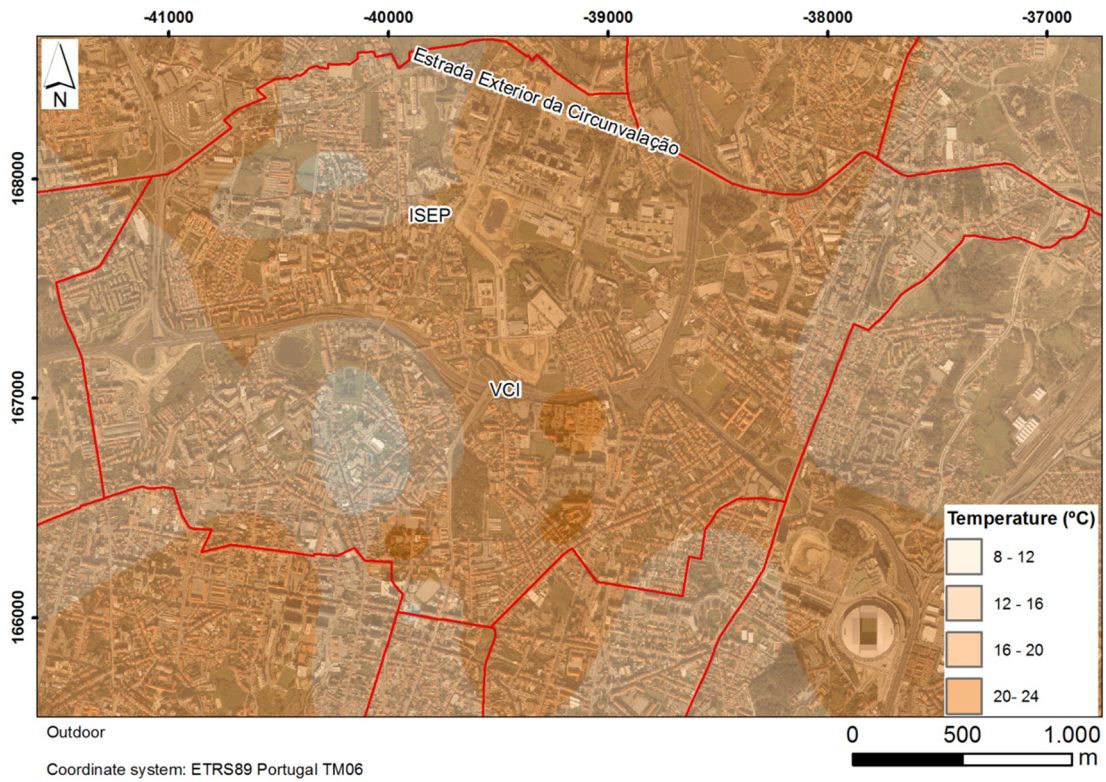 -41000 -40000 -39000 -38000 -37000
N
Estrada Exterior da Circunvalação
168000
ISEP
167000
VCI
166000
Temperature (ºC)
8 - 12
12 - 16
16 - 20
20- 24
Outdoor
0 500 1.000
m
Coordinate system: ETRS89 Portugal TM06